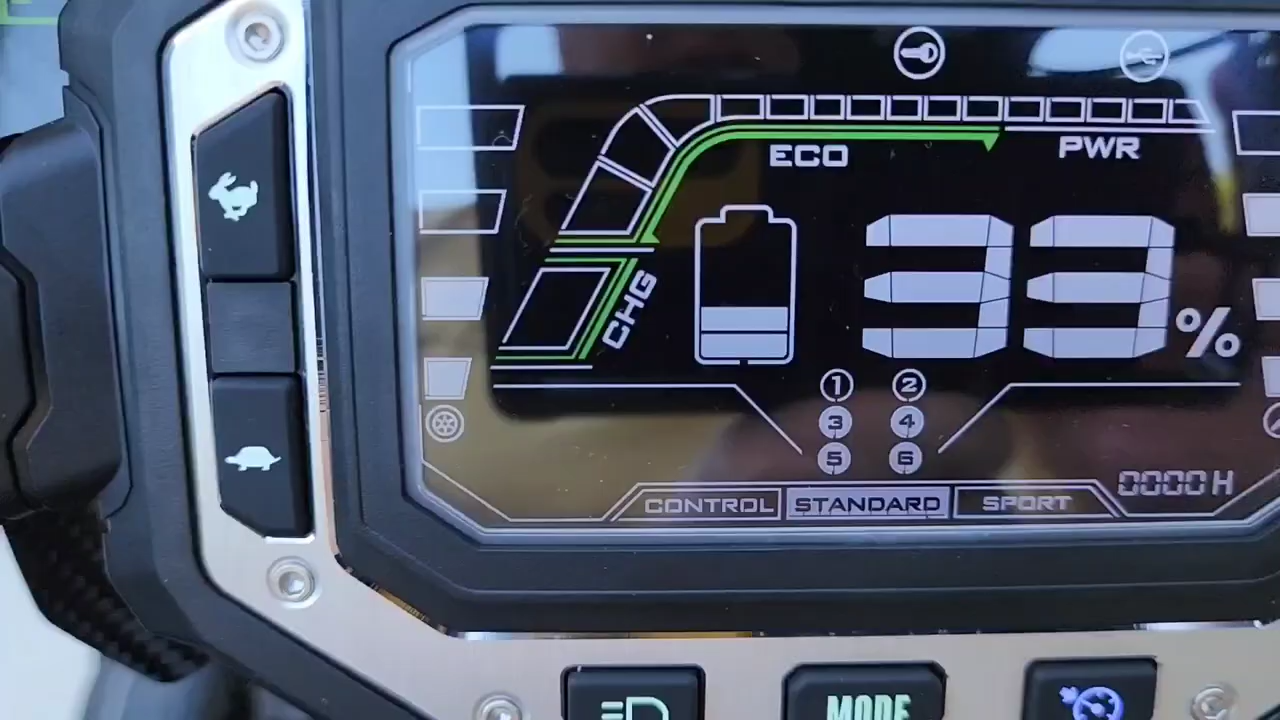 ECO
PWR
CHG
33%
1 2
3 4
5 6
0000H
CONTROL STANDARD SPORT
MODE